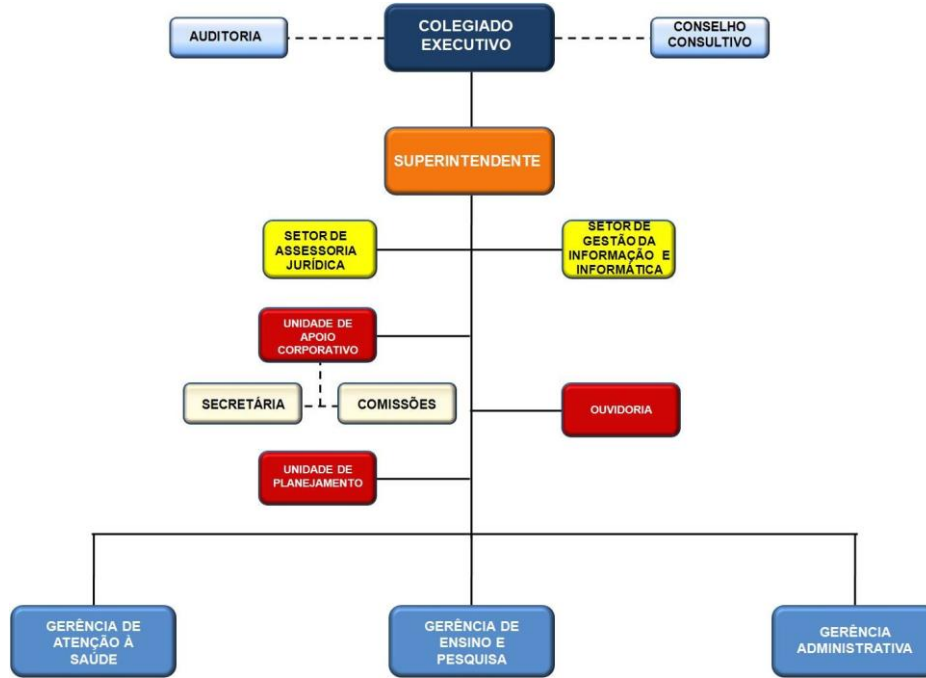 AUDITORIA
COLEGIADO
EXECUTIVO
CONSELHO
CONSULTIVO
SUPERINTENDENTE
SETOR DE
ASSESSORIA
JURÍDICA
SETOR DE
GESTÃO DA
INFORMAÇÃO E
INFORMÁTICA
UNIDADE DE
APOIO
CORPORATIVO
SECRETÁRIA
COMISSÕES
OUVIDORIA
UNIDADE DE
PLANEJAMENTO
GERÊNCIA DE
ATENÇÃO À
SAÚDE
GERÊNCIA DE
ENSINO E
PESQUISA
GERÊNCIA
ADMINISTRATIVA